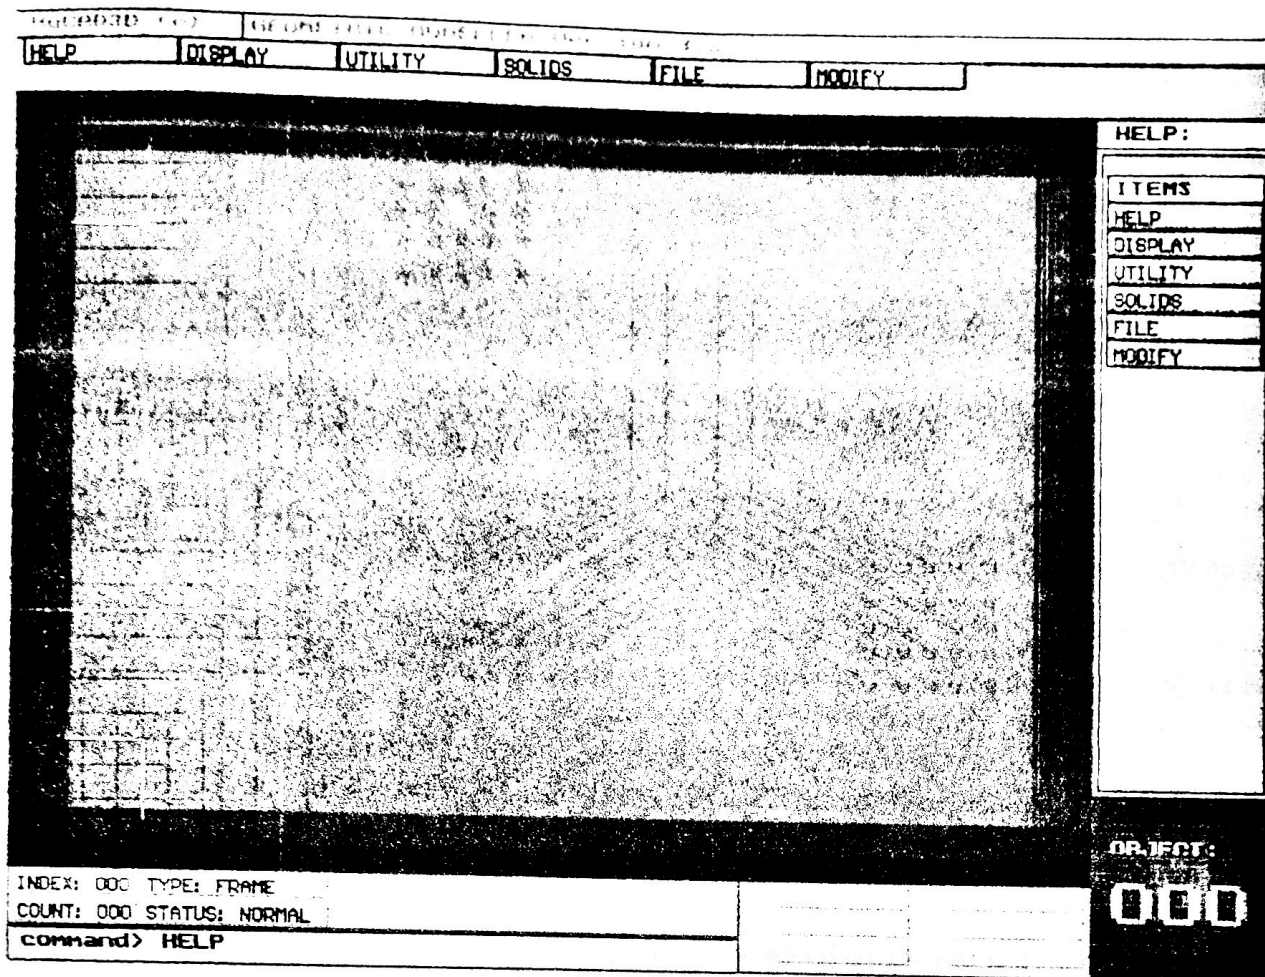 HELP DISPLAY UTILITY SOLIDS FILE MODIFY
HELP:
ITEMS
HELP
DISPLAY
UTILITY
SOLIDS
FILE
MODIFY
OBJECT:
000
INDEX: 000 TYPE: FRAME
COUNT: 000 STATUS: NORMAL
command> HELP